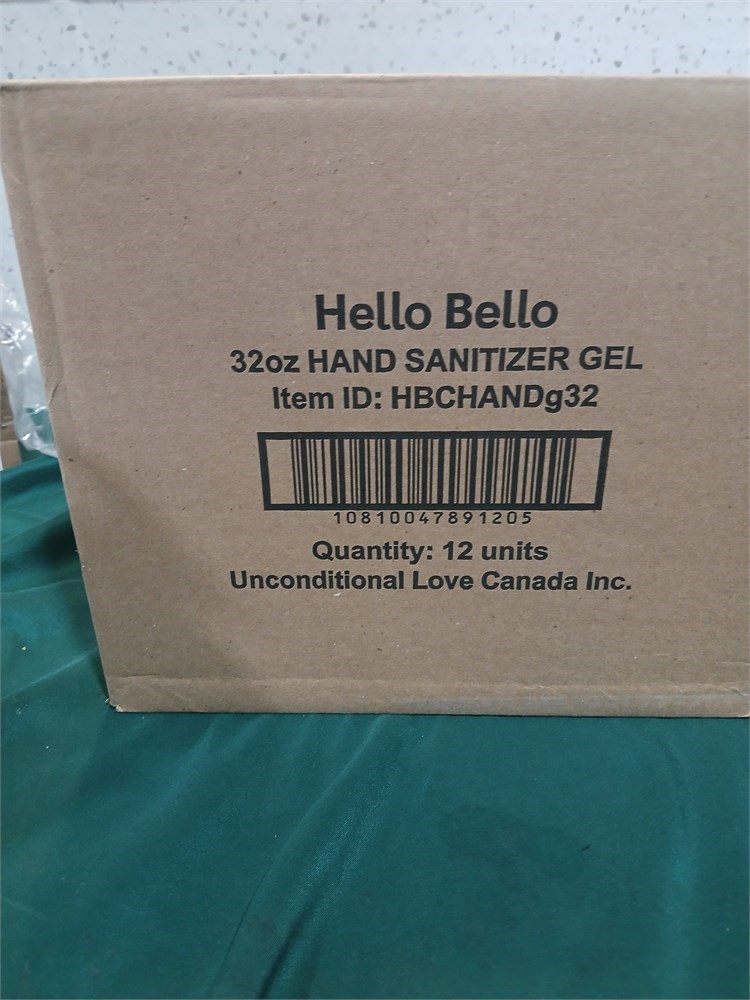 Hello Bello
32oz HAND SANITIZER GEL
Item ID: HBCHANDg32
10810047891205
Quantity: 12 units
Unconditional Love Canada Inc.